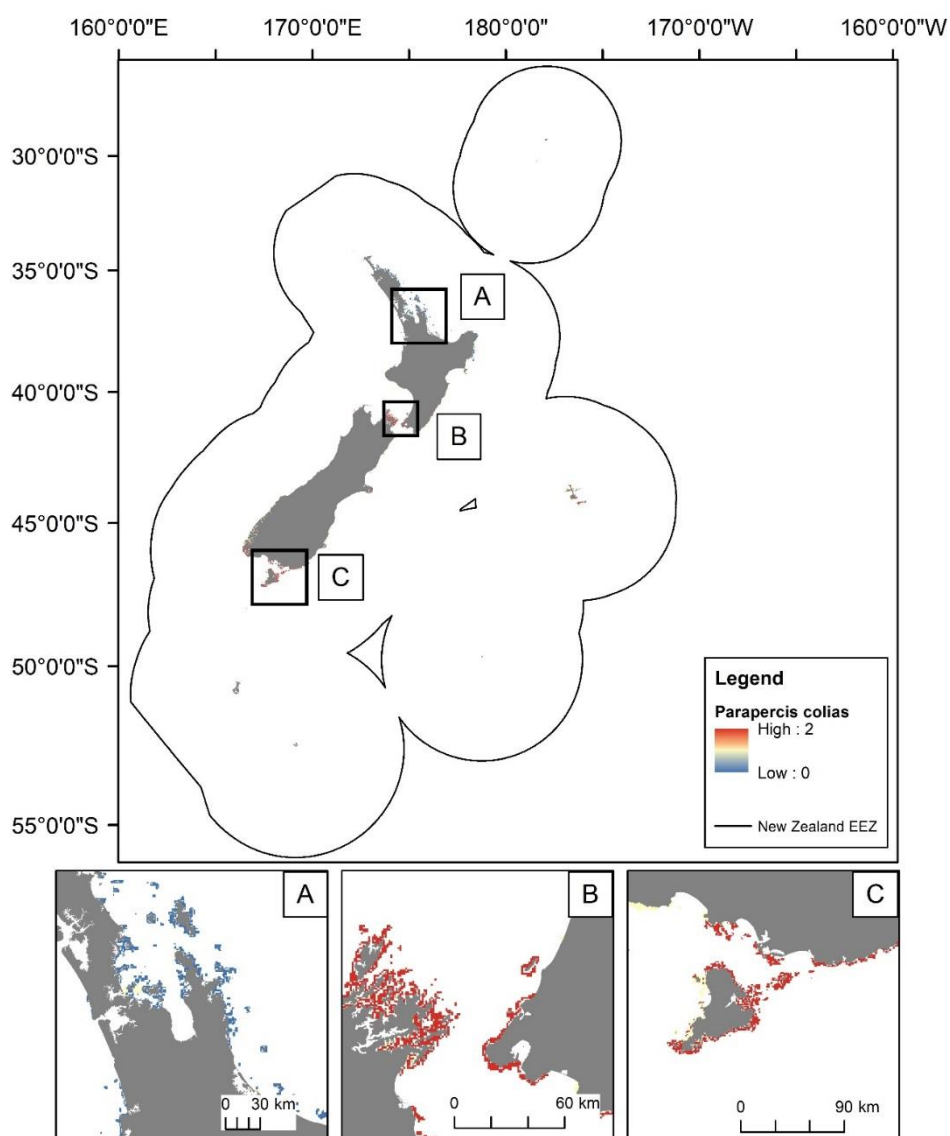 160°0'0"E 170°0'0"E 180°0'0" 170°0'0"W 160°0'0"W
30°0'0"S
35°0'0"S
A
40°0'0"S
B
45°0'0"S
C
50°0'0"S
Legend
Parapercis colias
High : 2
Low : 0
New Zealand EEZ
55°0'0"S
A B C
0 30 km 0 60 km 0 90 km